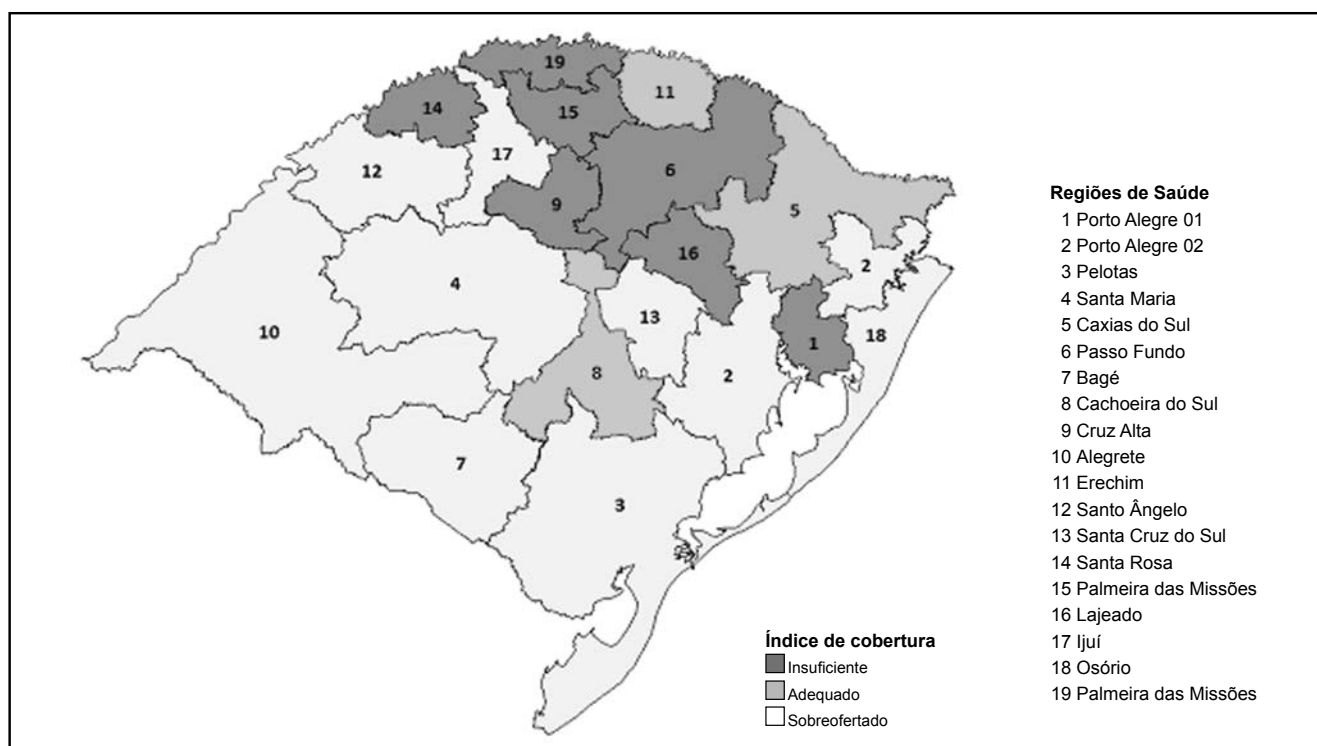 19
11
14
15
17
12
6
9
5
16
2
4
13
10
18
1
8
2
7
3
Regiões de Saúde
1 Porto Alegre 01
2 Porto Alegre 02
3 Pelotas
4 Santa Maria
5 Caxias do Sul
6 Passo Fundo
7 Bagé
8 Cachoeira do Sul
9 Cruz Alta
10 Alegrete
11 Erechim
12 Santo Ângelo
13 Santa Cruz do Sul
14 Santa Rosa
15 Palmeira das Missões
16 Lajeado
17 Ijuí
18 Osório
19 Palmeira das Missões
Índice de cobertura
Insuficiente
Adequado
Sobreofertado